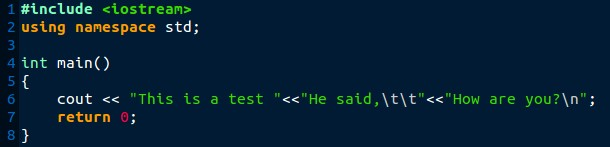 1 #include <iostream>
2 using namespace std;
3
4 int main()
5 {
6     cout << "This is a test "<<"He said,\t\t"<<"How are you?\n";
7     return 0;
8 }